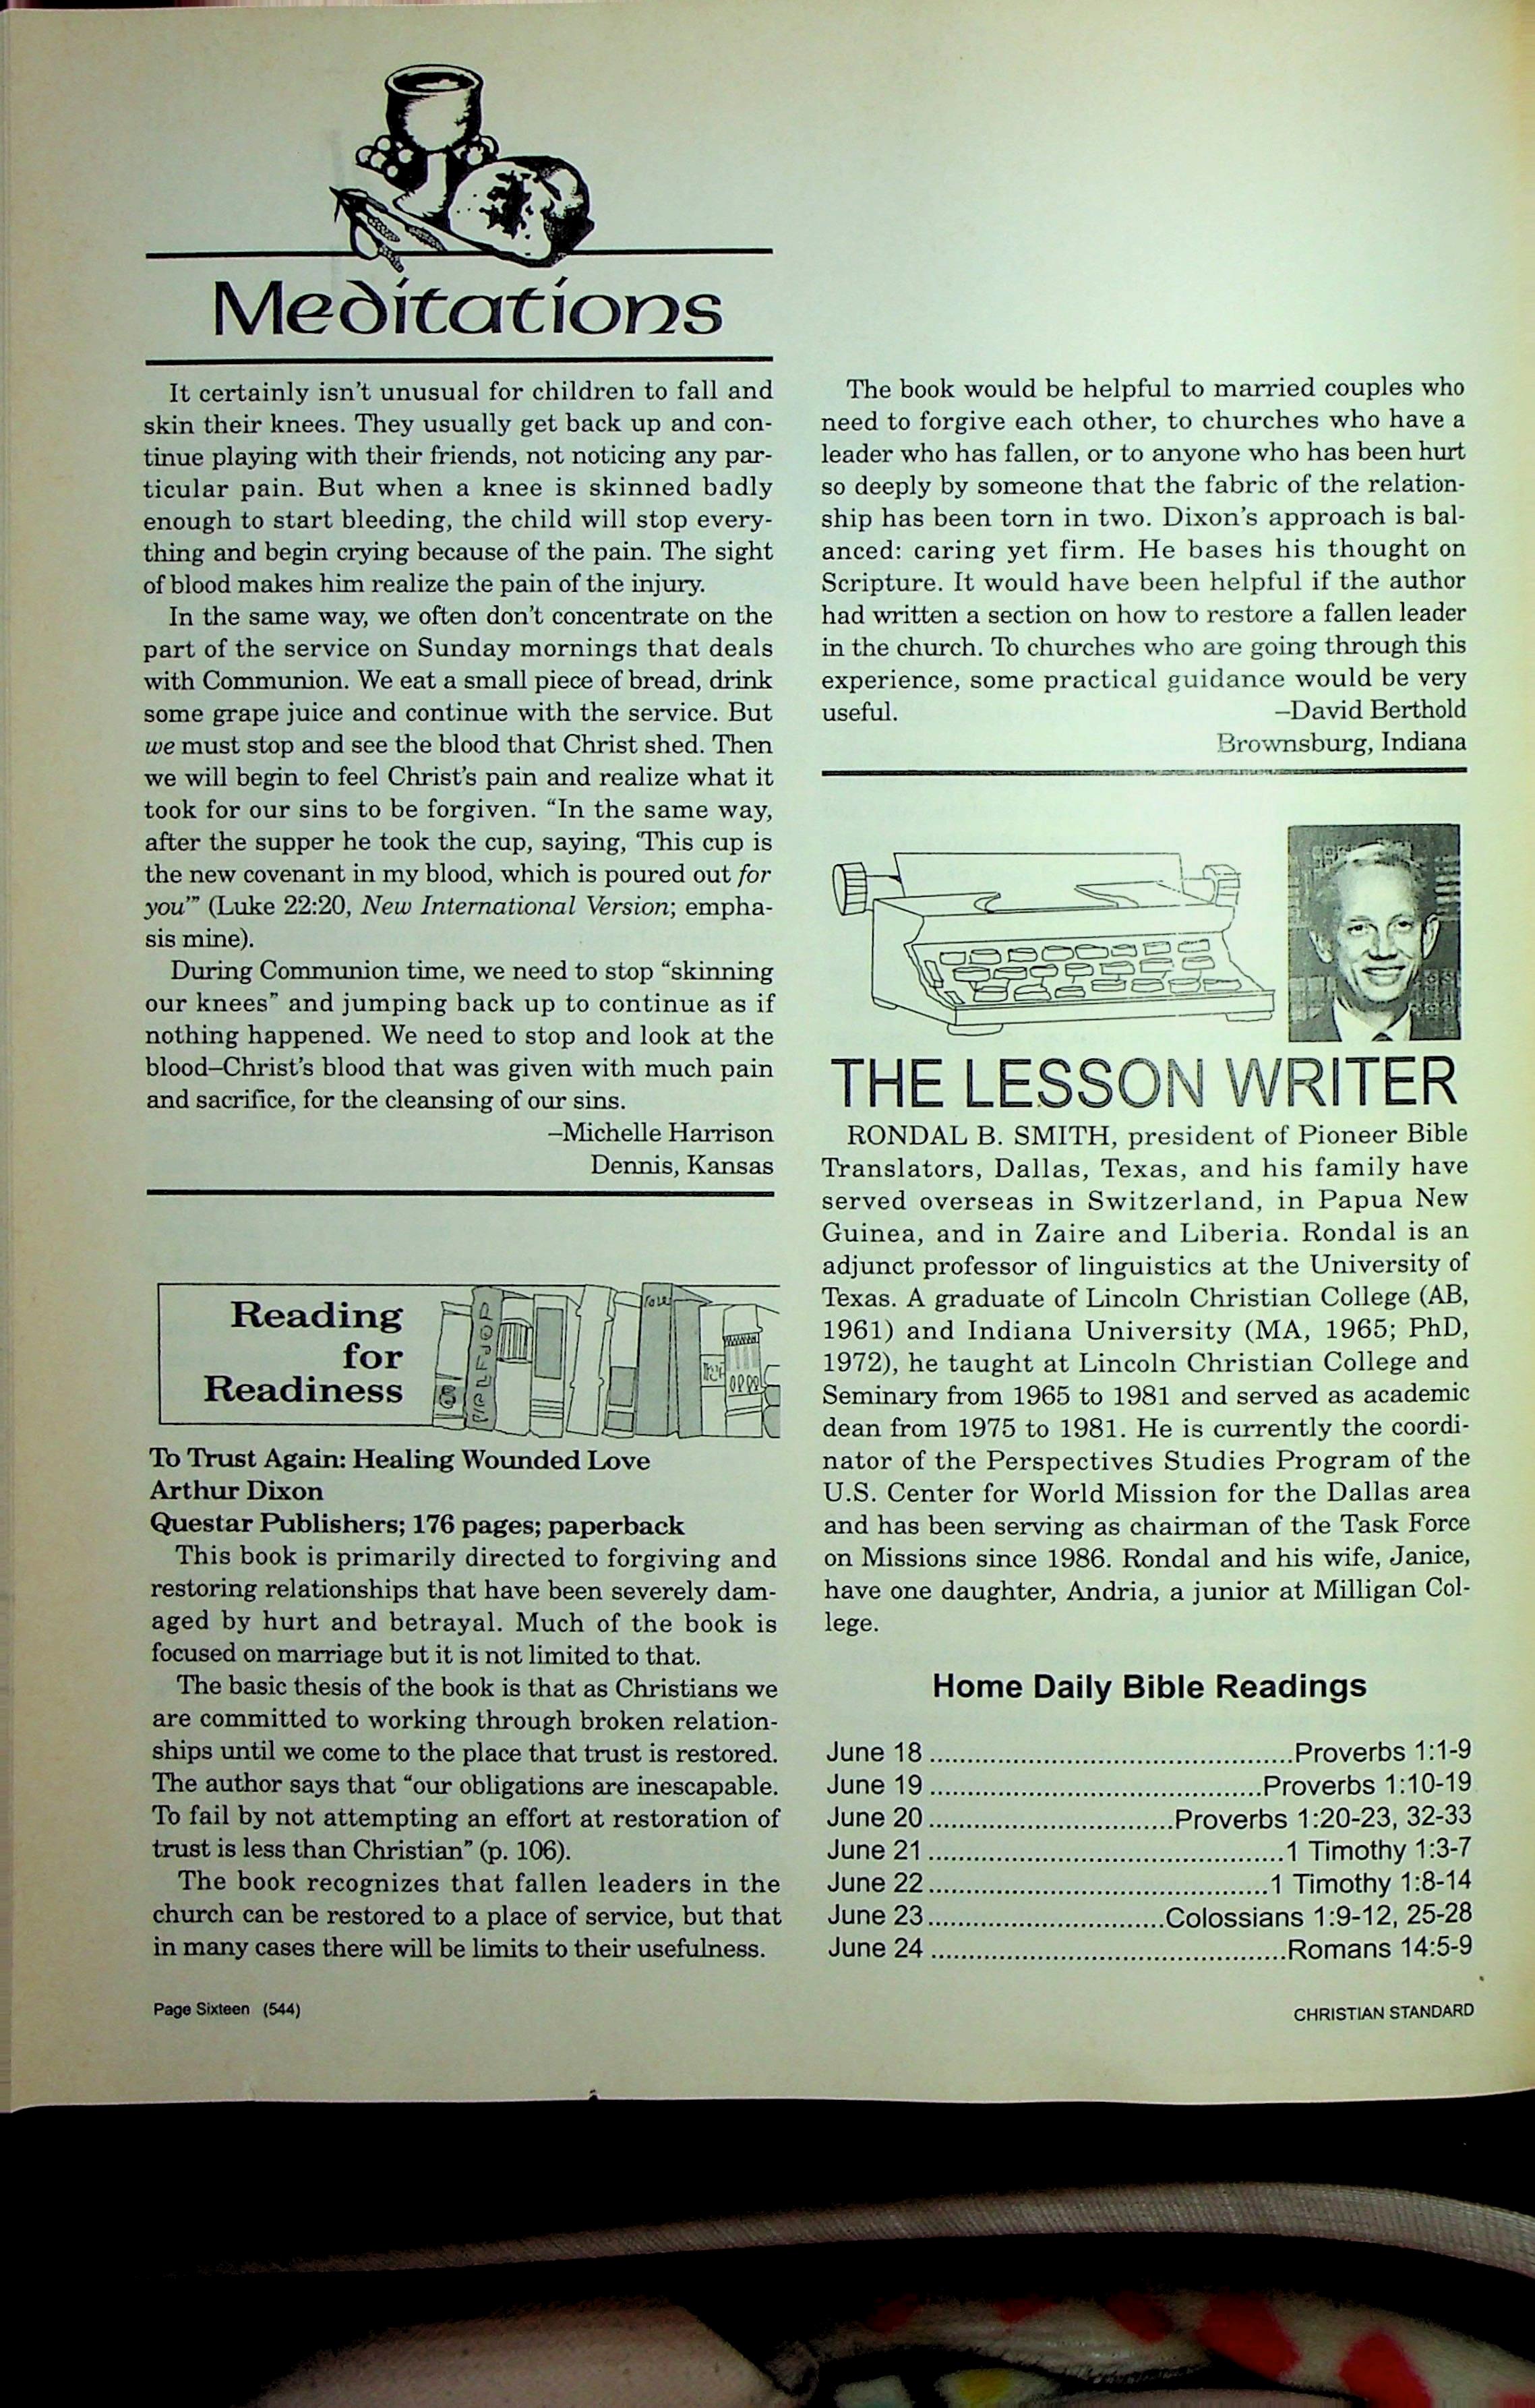 Meditations
It certainly isn't unusual for children to fall and
skin their knees. They usually get back up and con-
tinue playing with their friends, not noticing any par-
ticular pain. But when a knee is skinned badly
enough to start bleeding, the child will stop every-
thing and begin crying because of the pain. The sight
of blood makes him realize the pain of the injury.
In the same way, we often don't concentrate on the
part of the service on Sunday mornings that deals
with Communion. We eat a small piece of bread, drink
some grape juice and continue with the service. But
we must stop and see the blood that Christ shed. Then
we will begin to feel Christ's pain and realize what it
took for our sins to be forgiven. “In the same way,
after the supper he took the cup, saying, ‘This cup is
the new covenant in my blood, which is poured out for
you’” (Luke 22:20, New International Version; empha-
sis mine).
During Communion time, we need to stop “skinning
our knees” and jumping back up to continue as if
nothing happened. We need to stop and look at the
blood–Christ's blood that was given with much pain
and sacrifice, for the cleansing of our sins.
–Michelle Harrison
Dennis, Kansas
Reading
for
Readiness
To Trust Again: Healing Wounded Love
Arthur Dixon
Questar Publishers; 176 pages; paperback
This book is primarily directed to forgiving and
restoring relationships that have been severely dam-
aged by hurt and betrayal. Much of the book is
focused on marriage but it is not limited to that.
The basic thesis of the book is that as Christians we
are committed to working through broken relation-
ships until we come to the place that trust is restored.
The author says that “our obligations are inescapable.
To fail by not attempting an effort at restoration of
trust is less than Christian” (p. 106).
The book recognizes that fallen leaders in the
church can be restored to a place of service, but that
in many cases there will be limits to their usefulness.
The book would be helpful to married couples who
need to forgive each other, to churches who have a
leader who has fallen, or to anyone who has been hurt
so deeply by someone that the fabric of the relation-
ship has been torn in two. Dixon's approach is bal-
anced: caring yet firm. He bases his thought on
Scripture. It would have been helpful if the author
had written a section on how to restore a fallen leader
in the church. To churches who are going through this
experience, some practical guidance would be very
useful. –David Berthold
Brownsburg, Indiana
THE LESSON WRITER
RONDAL B. SMITH, president of Pioneer Bible
Translators, Dallas, Texas, and his family have
served overseas in Switzerland, in Papua New
Guinea, and in Zaire and Liberia. Rondal is an
adjunct professor of linguistics at the University of
Texas. A graduate of Lincoln Christian College (AB,
1961) and Indiana University (MA, 1965; PhD,
1972), he taught at Lincoln Christian College and
Seminary from 1965 to 1981 and served as academic
dean from 1975 to 1981. He is currently the coordi-
nator of the Perspectives Studies Program of the
U.S. Center for World Mission for the Dallas area
and has been serving as chairman of the Task Force
on Missions since 1986. Rondal and his wife, Janice,
have one daughter, Andria, a junior at Milligan Col-
lege.
Home Daily Bible Readings
June 18 ................................................Proverbs 1:1-9
June 19 ............................................Proverbs 1:10-19
June 20................................Proverbs 1:20-23, 32-33
June 21 ...............................................1 Timothy 1:3-7
June 22.............................................1 Timothy 1:8-14
June 23...............................Colossians 1:9-12, 25-28
June 24 ...............................................Romans 14:5-9
Page Sixteen (544)
CHRISTIAN STANDARD